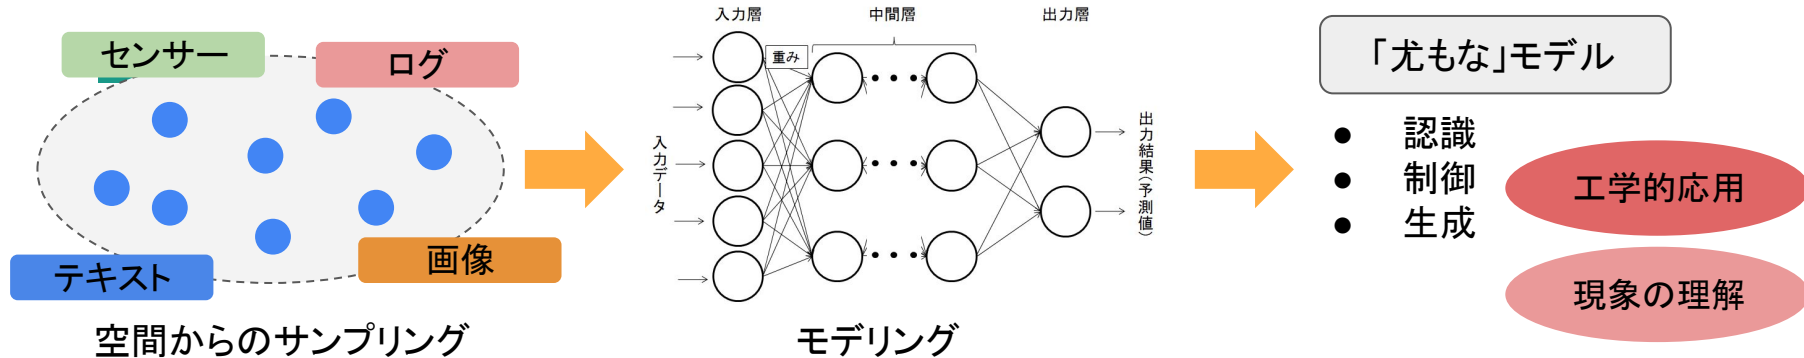 センサー
ログ
テキスト
画像
空間からのサンプリング
入力層
中間層
出力層
重み
入力データ
出力結果(予測値)
モデリング
「尤もな」モデル
● 認識
● 制御
● 生成
工学的応用
現象の理解